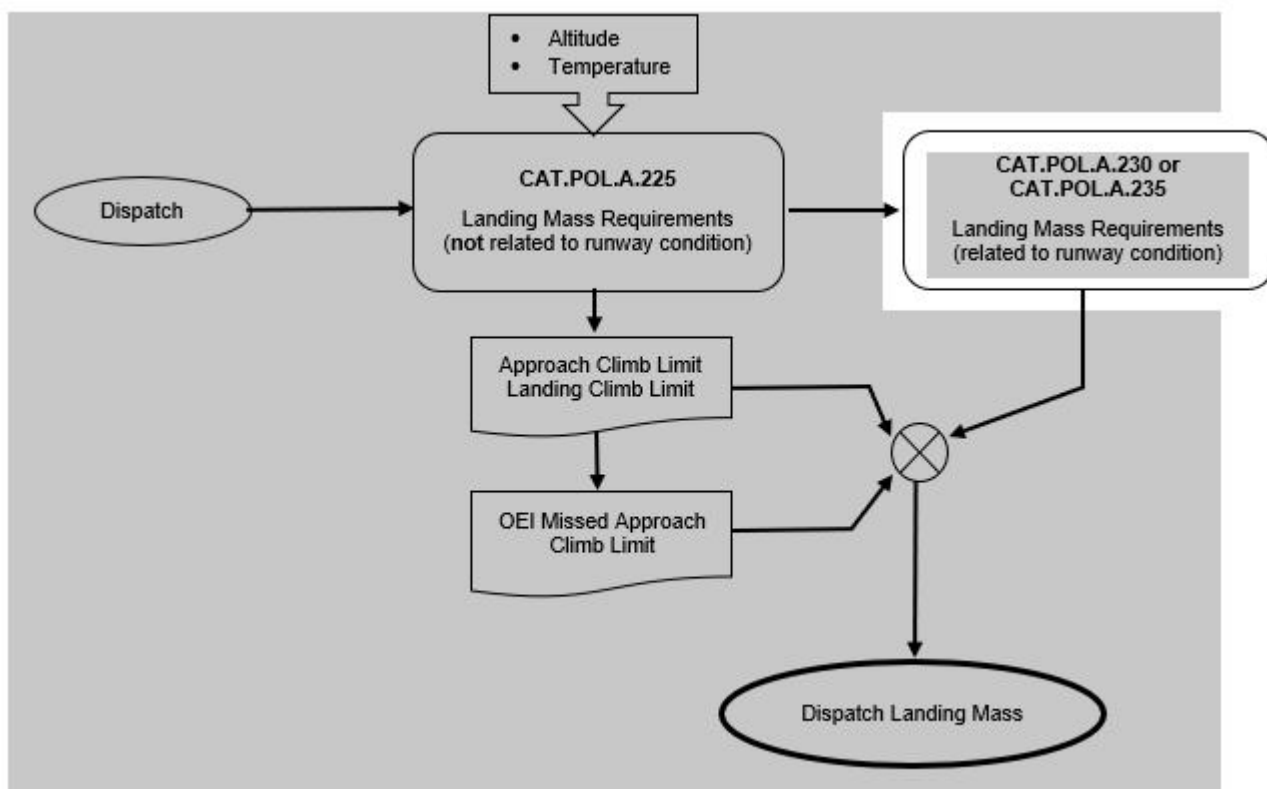 • Altitude
• Temperature
CAT.POL.A.225
Landing Mass Requirements
(not related to runway condition)
CAT.POL.A.230 or
CAT.POL.A.235
Landing Mass Requirements
(related to runway condition)
Dispatch
Approach Climb Limit
Landing Climb Limit
OEI Missed Approach
Climb Limit
Dispatch Landing Mass